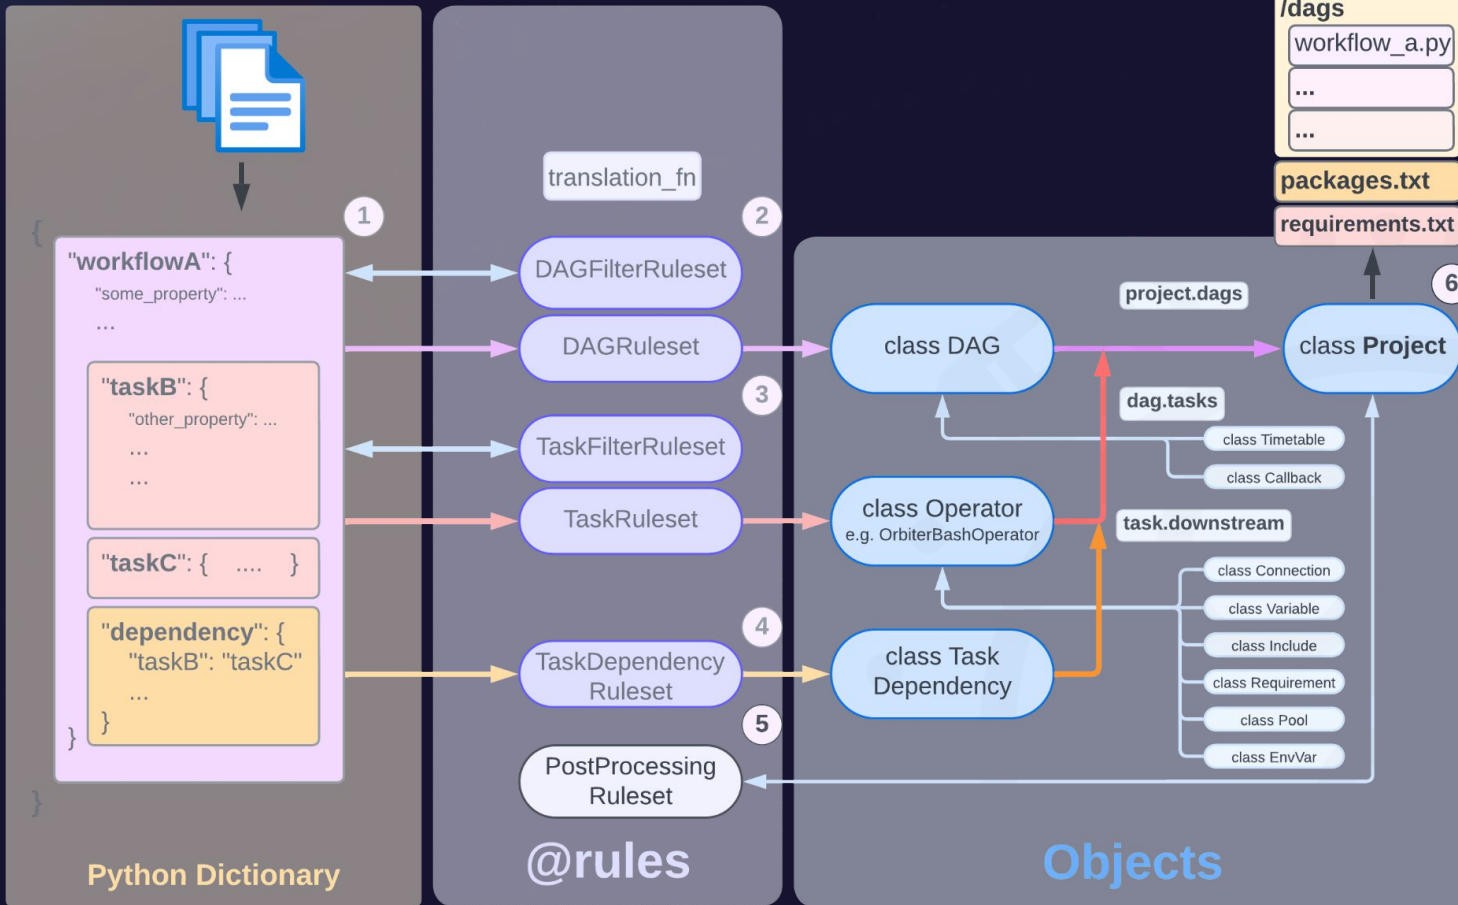 /dags
workflow_a.py
...
...
packages.txt
requirements.txt
{
1
"workflowA": {
"some_property": ...
...
"taskB": {
"other_property": ...
...
...
"taskC": { .... }
"dependency": {
"taskB": "taskC"
...
}
}
}
Python Dictionary
translation_fn
2
DAGFilterRuleset
DAGRuleset
3
TaskFilterRuleset
TaskRuleset
4
TaskDependency
Ruleset
5
PostProcessing
Ruleset
@rules
class DAG
project.dags
6
class Project
dag.tasks
class Timetable
class Callback
class Operator
e.g. OrbiterBashOperator
task.downstream
class Connection
class Variable
class Include
class Requirement
class Pool
class EnvVar
class Task
Dependency
Objects